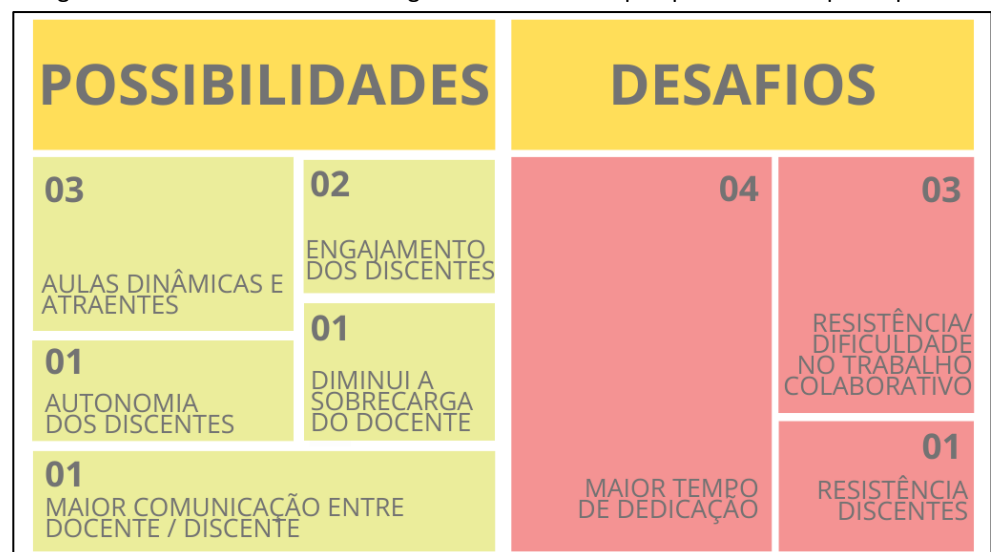 POSSIBILIDADES
DESAFIOS
03
AULAS DINÂMICAS E
ATRAENTES
02
ENGAJAMENTO
DOS DISCENTES
01
AUTONOMIA
DOS DISCENTES
01
DIMINUI A
SOBRECARGA
DO DOCENTE
01
MAIOR COMUNICAÇÃO ENTRE
DOCENTE / DISCENTE
04
MAIOR TEMPO
DE DEDICAÇÃO
03
RESISTÊNCIA/
DIFICULDADE
NO TRABALHO
COLABORATIVO
01
RESISTÊNCIA
DISCENTES